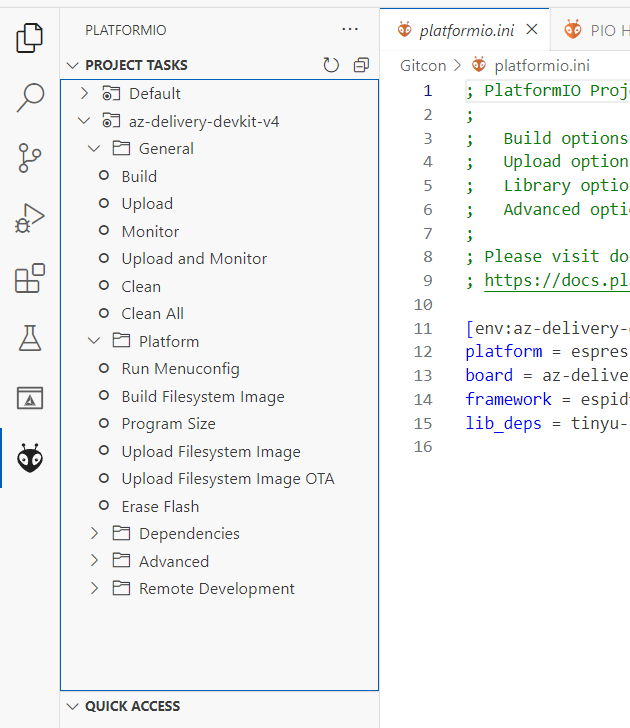 PLATFORMIO
PROJECT TASKS
Default
az-delivery-devkit-v4
General
Build
Upload
Monitor
Upload and Monitor
Clean
Clean All
Platform
Run Menuconfig
Build Filesystem Image
Program Size
Upload Filesystem Image
Upload Filesystem Image OTA
Erase Flash
Dependencies
Advanced
Remote Development
QUICK ACCESS
platformio.ini
PIO H
Gitcon > platformio.ini
1 ; PlatformIO Proj
2 ;
3 ; Build options
4 ; Upload option
5 ; Library optio
6 ; Advanced opti
7 ;
8 ; Please visit do
9 ; https://docs.pl
10
11 [env:az-delivery-
12 platform = espres
13 board = az-delive
14 framework = espid
15 lib_deps = tinyu-
16